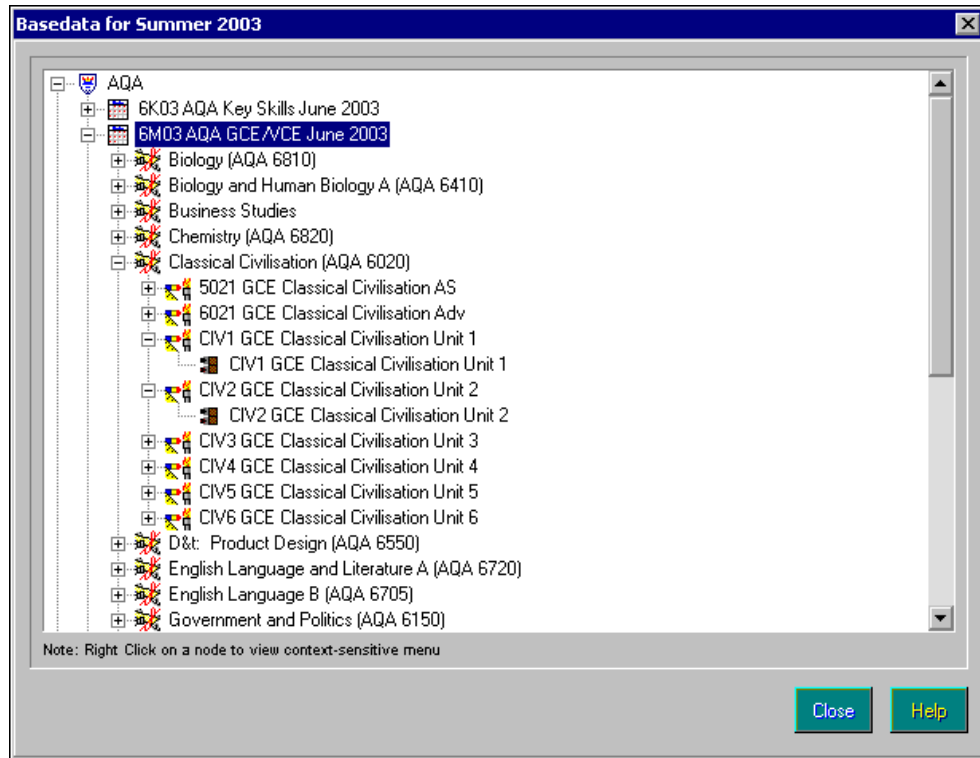 Basedata for Summer 2003
AQA
6K03 AQA Key Skills June 2003
6M03 AQA GCE/VCE June 2003
Biology (AQA 6810)
Biology and Human Biology A (AQA 6410)
Business Studies
Chemistry (AQA 6820)
Classical Civilisation (AQA 6020)
5021 GCE Classical Civilisation AS
6021 GCE Classical Civilisation Adv
CIV1 GCE Classical Civilisation Unit 1
CIV1 GCE Classical Civilisation Unit 1
CIV2 GCE Classical Civilisation Unit 2
CIV2 GCE Classical Civilisation Unit 2
CIV3 GCE Classical Civilisation Unit 3
CIV4 GCE Classical Civilisation Unit 4
CIV5 GCE Classical Civilisation Unit 5
CIV6 GCE Classical Civilisation Unit 6
D&t: Product Design (AQA 6550)
English Language and Literature A (AQA 6720)
English Language B (AQA 6705)
Government and Politics (AQA 6150)
Note: Right Click on a node to view context-sensitive menu
Close Help